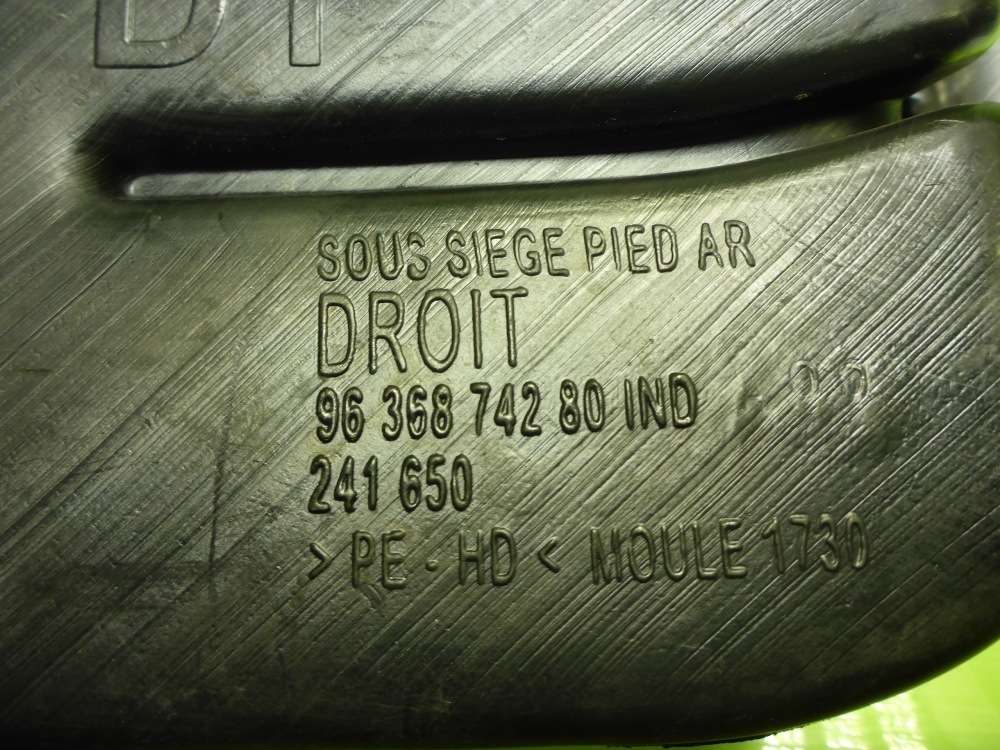 SOUS SIEGE PIED AR
DROIT
96 368 742 80 IND
241 650
> PE - HD < MOULE 1730